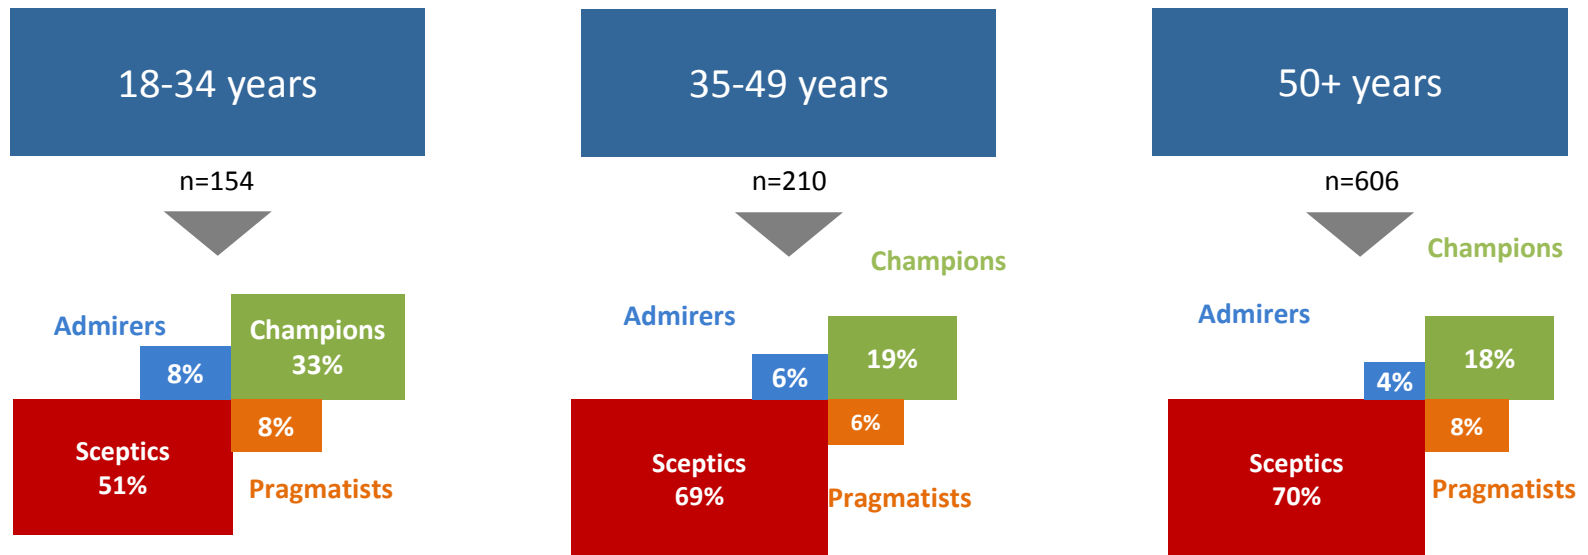 18-34 years
n=154
Admirers
Champions
33%
8%
8%
Sceptics
51%
Pragmatists
35-49 years
n=210
Champions
Admirers
19%
6%
6%
Sceptics
69%
Pragmatists
50+ years
n=606
Champions
Admirers
18%
4%
8%
Sceptics
70%
Pragmatists